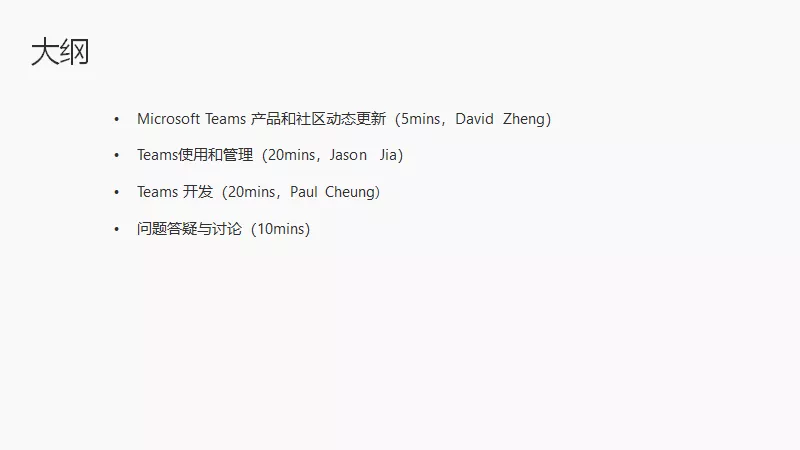 大纲
• Microsoft Teams 产品和社区动态更新（5mins，David Zheng）
• Teams使用和管理（20mins，Jason Jia）
• Teams 开发（20mins，Paul Cheung）
• 问题答疑与讨论（10mins）